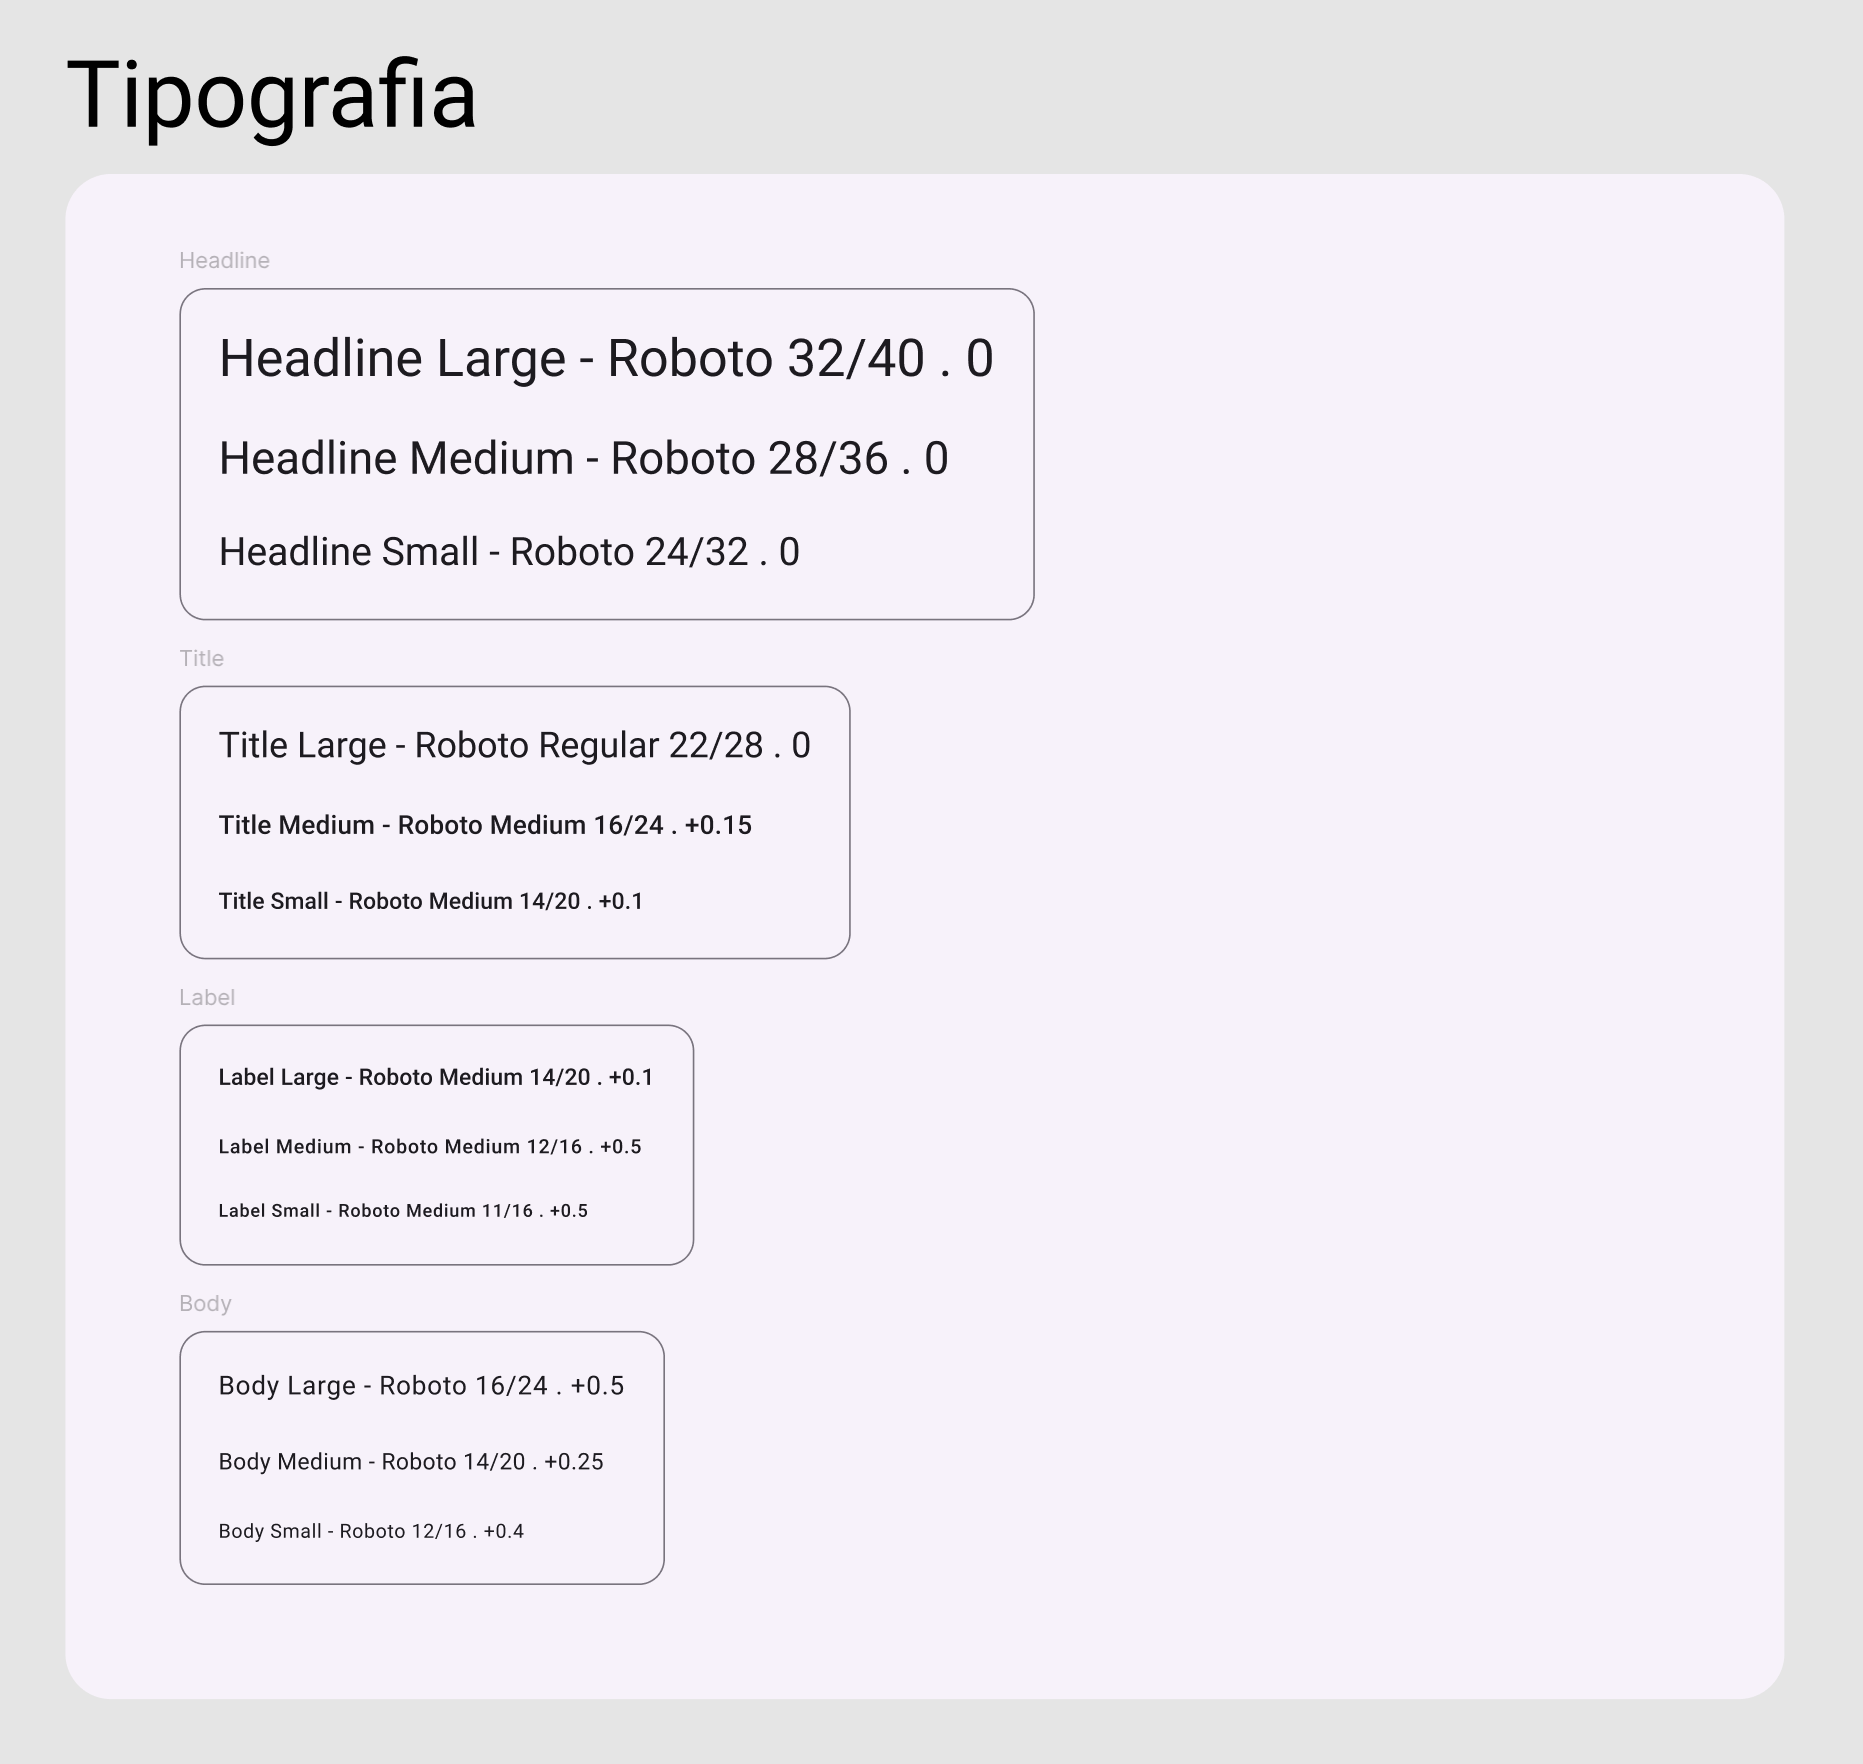 Tipografia
Headline
Headline Large - Roboto 32/40 . 0
Headline Medium - Roboto 28/36 . 0
Headline Small - Roboto 24/32 . 0
Title
Title Large - Roboto Regular 22/28 . 0
Title Medium - Roboto Medium 16/24 . +0.15
Title Small - Roboto Medium 14/20 . +0.1
Label
Label Large - Roboto Medium 14/20 . +0.1
Label Medium - Roboto Medium 12/16 . +0.5
Label Small - Roboto Medium 11/16 . +0.5
Body
Body Large - Roboto 16/24 . +0.5
Body Medium - Roboto 14/20 . +0.25
Body Small - Roboto 12/16 . +0.4